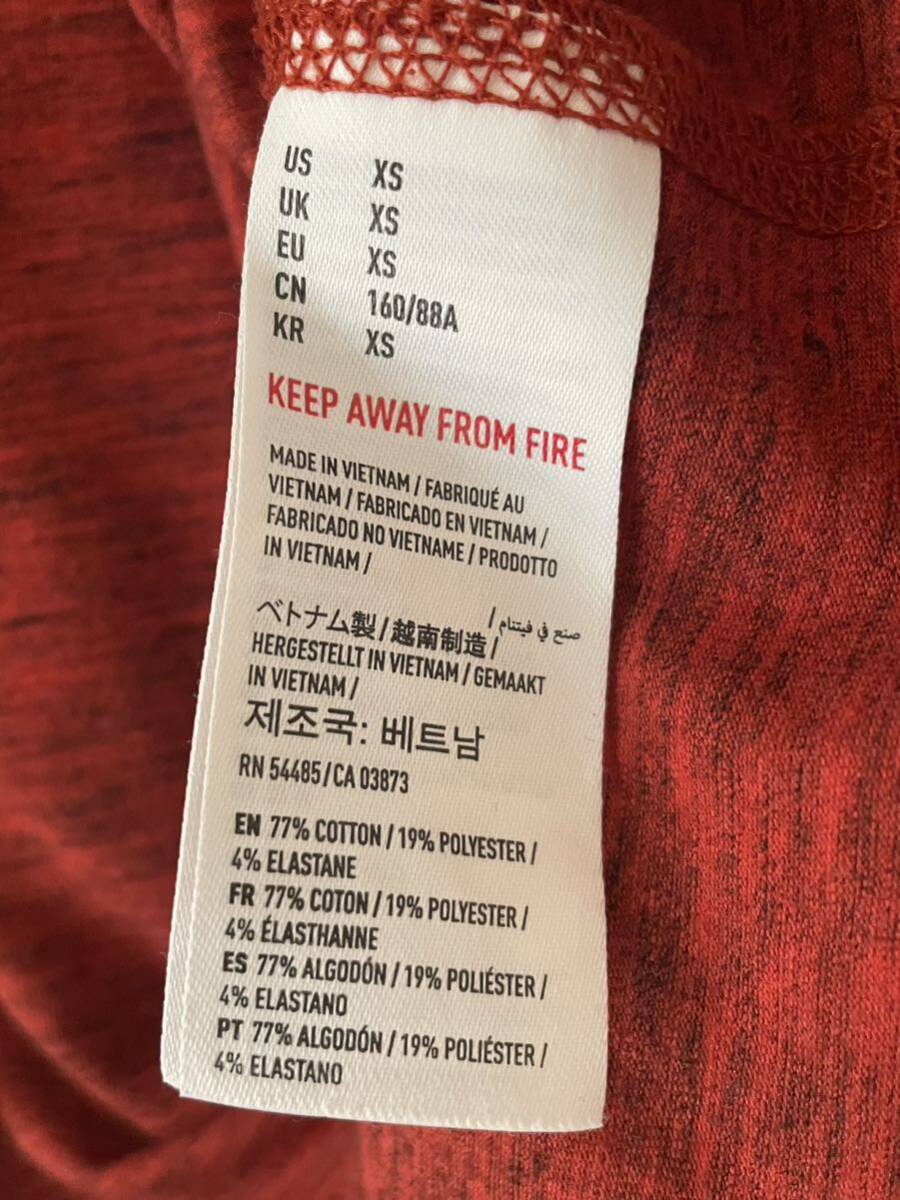 US XS
UK XS
EU XS
CN 160/88A
KR XS
KEEP AWAY FROM FIRE
MADE IN VIETNAM / FABRIQUÉ AU
VIETNAM / FABRICADO EN VIETNAM /
FABRICADO NO VIETNAME / PRODOTTO
IN VIETNAM /
ベトナム製 / 越南制造 / صنع في فيتنام /
HERGESTELLT IN VIETNAM / GEMAAKT
IN VIETNAM /
제조국: 베트남
RN 54485/CA 03873
EN 77% COTTON / 19% POLYESTER /
4% ELASTANE
FR 77% COTON / 19% POLYESTER /
4% ÉLASTHANNE
ES 77% ALGODÓN / 19% POLIÉSTER /
4% ELASTANO
PT 77% ALGODÓN / 19% POLIÉSTER /
4% ELASTANO